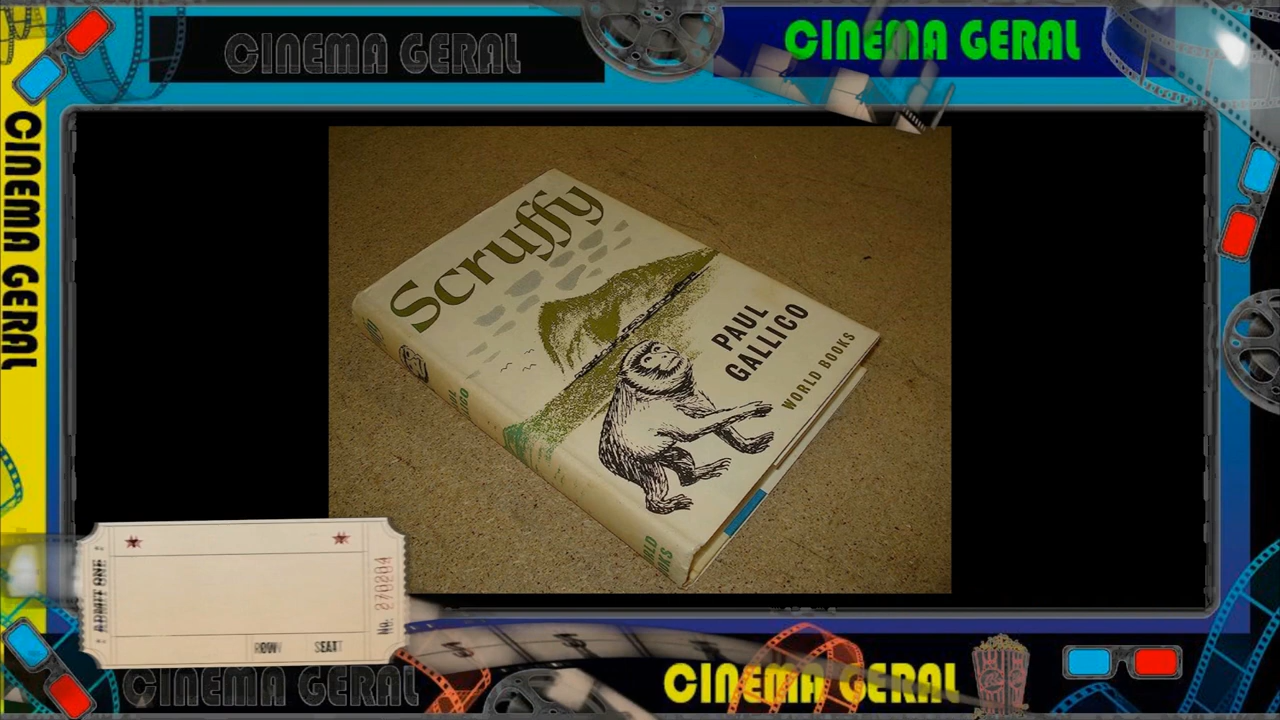 CINEMA GERAL
CINEMA GERAL
CINEMA GERAL
Scruffy
PAUL
GALLICO
WORLD BOOKS
ADMIT ONE
No. 270204
ROW
SEAT
CINEMA GERAL
CINEMA GERAL